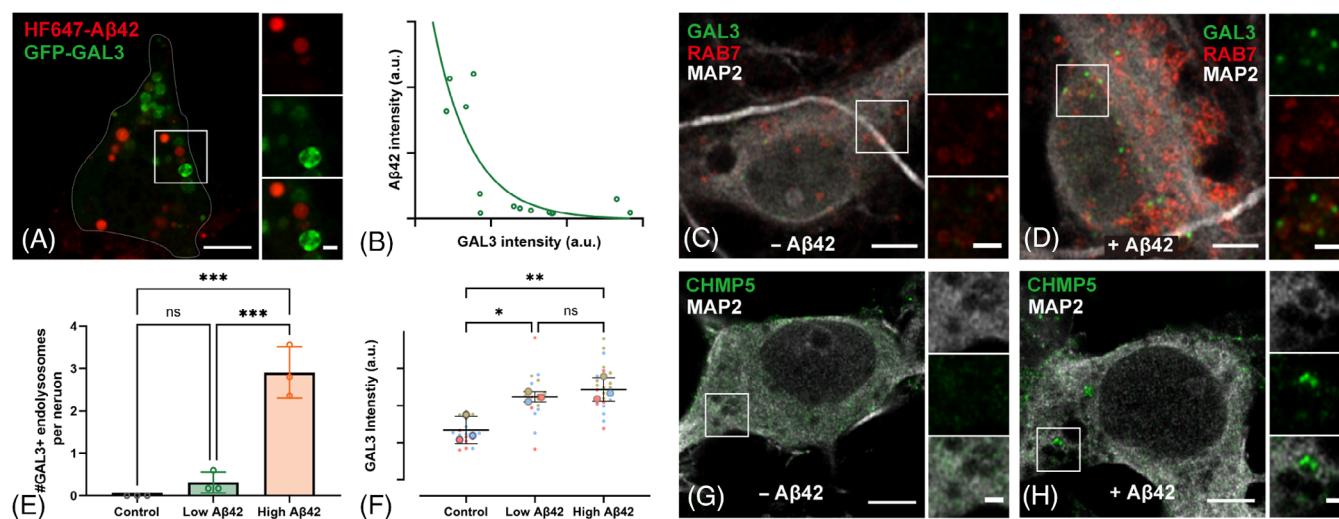 HF647-Aβ42
GFP-GAL3
(A)
Aβ42 intensity (a.u.)
GAL3 intensity (a.u.)
(B)
GAL3
RAB7
MAP2
− Aβ42
(C)
GAL3
RAB7
MAP2
+ Aβ42
(D)
***
ns
***
#GAL3+ endolysosomes
per neruon
4
3
2
1
0
Control
Low Aβ42
High Aβ42
(E)
**
*
ns
GAL3 Intenstiy (a.u.)
Control
Low Aβ42
High Aβ42
(F)
CHMP5
MAP2
− Aβ42
(G)
CHMP5
MAP2
+ Aβ42
(H)